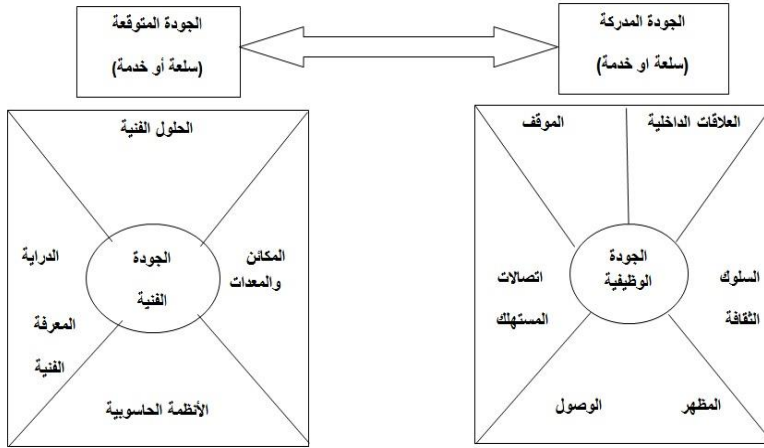 الجودة المدركة
(سلعة او خدمة)
الجودة المتوقعة
(سلعة أو خدمة)
العلاقات الداخلية
الموقف
السلوك
الثقافة
الجودة
الوظيفية
اتصالات
المستهلك
المظهر
الوصول
الحلول الفنية
المكائن
والمعدات
الجودة
الفنية
الدراية
المعرفة
الفنية
الأنظمة الحاسوبية